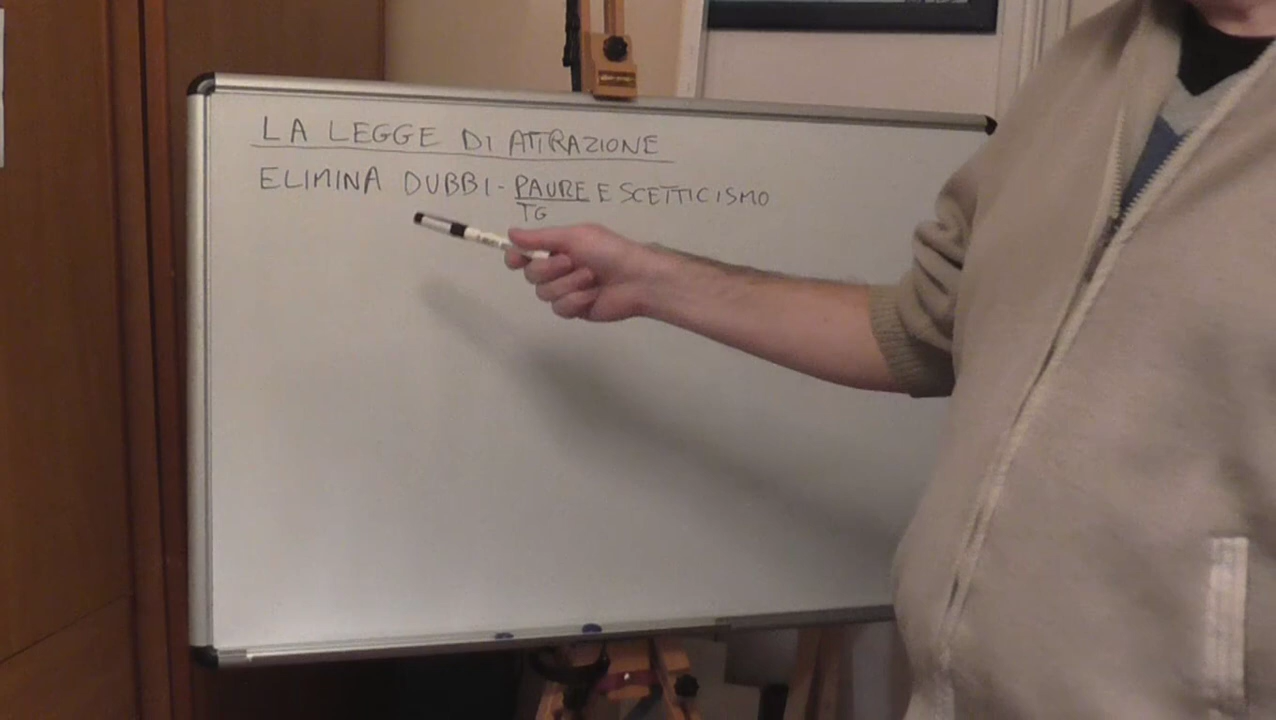 LA LEGGE DI ATTRAZIONE
ELIMINA DUBBI - PAURE E SCETTICISMO
TG